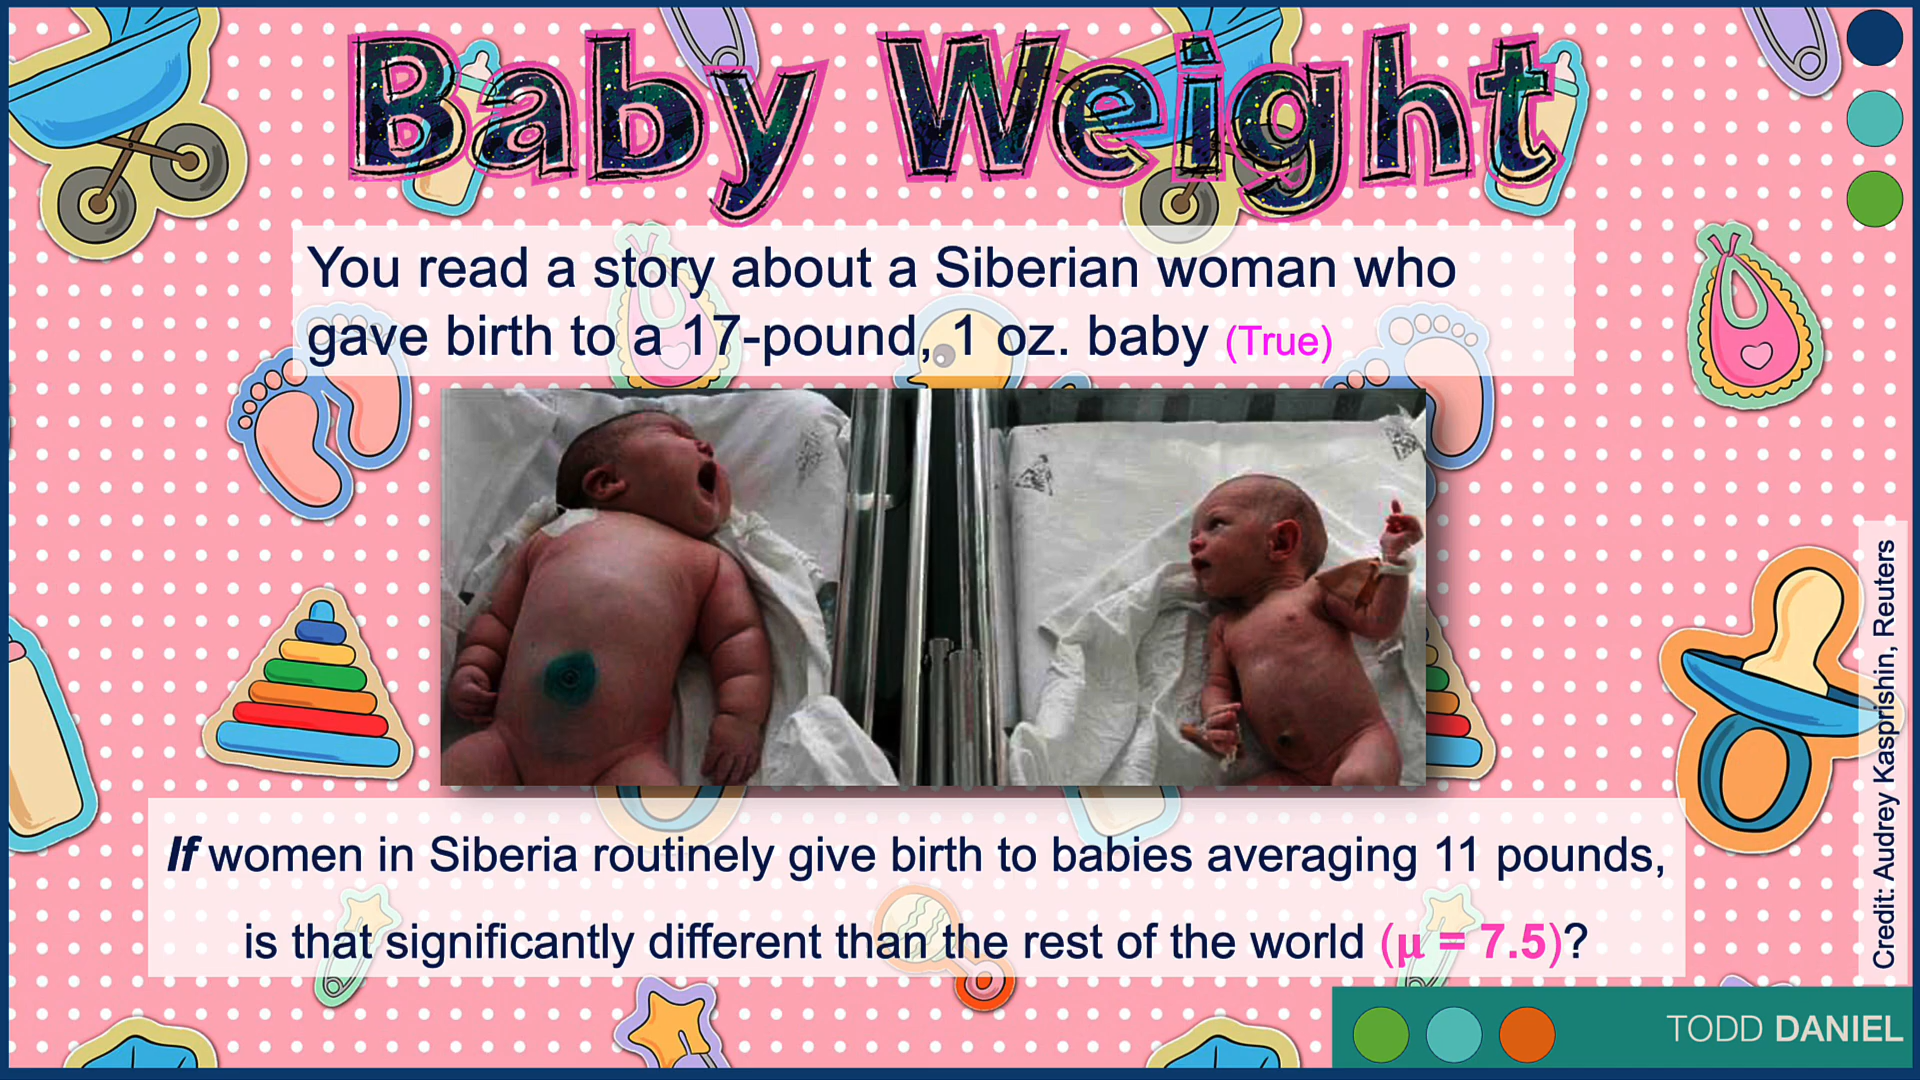 Baby Weight
You read a story about a Siberian woman who
gave birth to a 17-pound, 1 oz. baby (True)
If women in Siberia routinely give birth to babies averaging 11 pounds,
is that significantly different than the rest of the world (µ = 7.5)?
Credit: Audrey Kasprishin, Reuters
TODD DANIEL